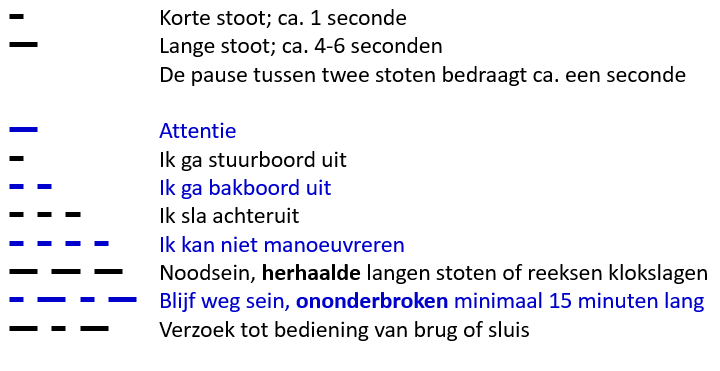 Korte stoot; ca. 1 seconde
Lange stoot; ca. 4-6 seconden
De pause tussen twee stoten bedraagt ca. een seconde
Attentie
Ik ga stuurboord uit
Ik ga bakboord uit
Ik sla achteruit
Ik kan niet manoeuvreren
Noodsein, herhaalde langen stoten of reeksen klokslagen
Blijf weg sein, ononderbroken minimaal 15 minuten lang
Verzoek tot bediening van brug of sluis